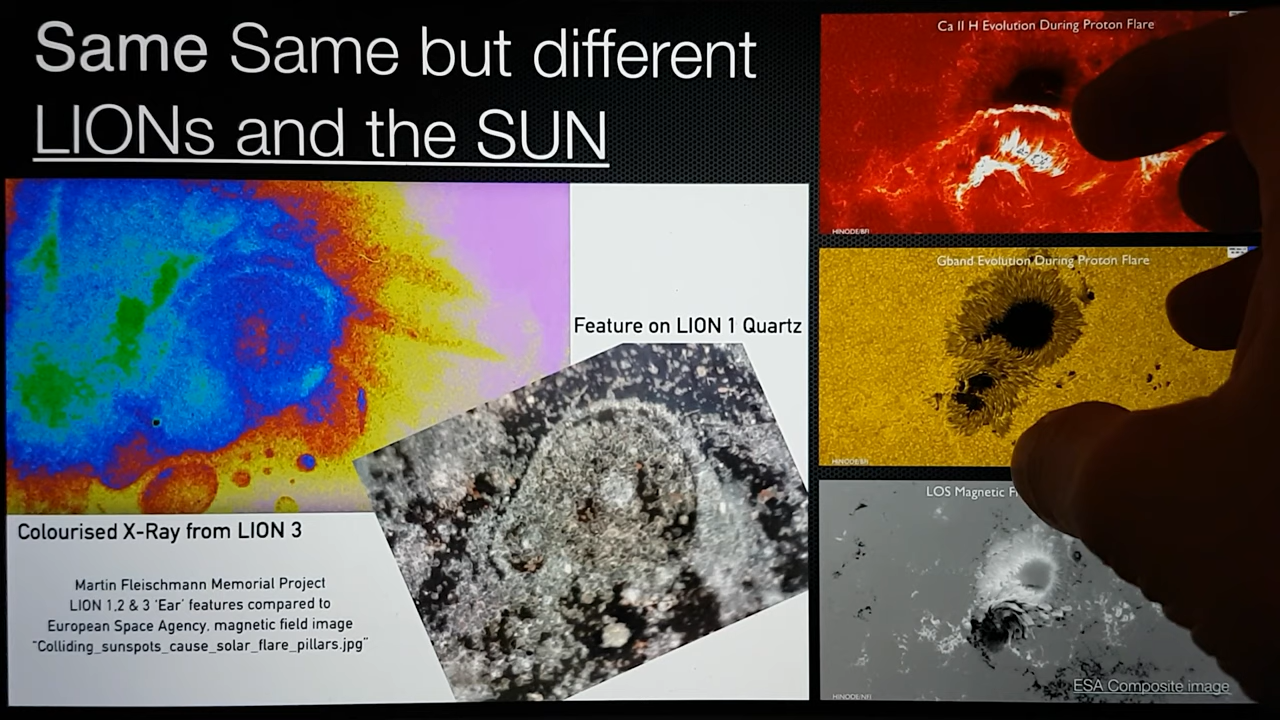 Same Same but different
LIONs and the SUN
Feature on LION 1 Quartz
Colourised X-Ray from LION 3
Martin Fleischmann Memorial Project
LION 1,2 & 3 ‘Ear’ features compared to
European Space Agency, magnetic field image
“Colliding_sunspots_cause_solar_flare_pillars.jpg”
Ca II H Evolution During Proton Flare
HINODE/BFI
Gband Evolution During Proton Flare
HINODE/BFI
LOS Magnetic
HINODE/NFI
ESA Composite image